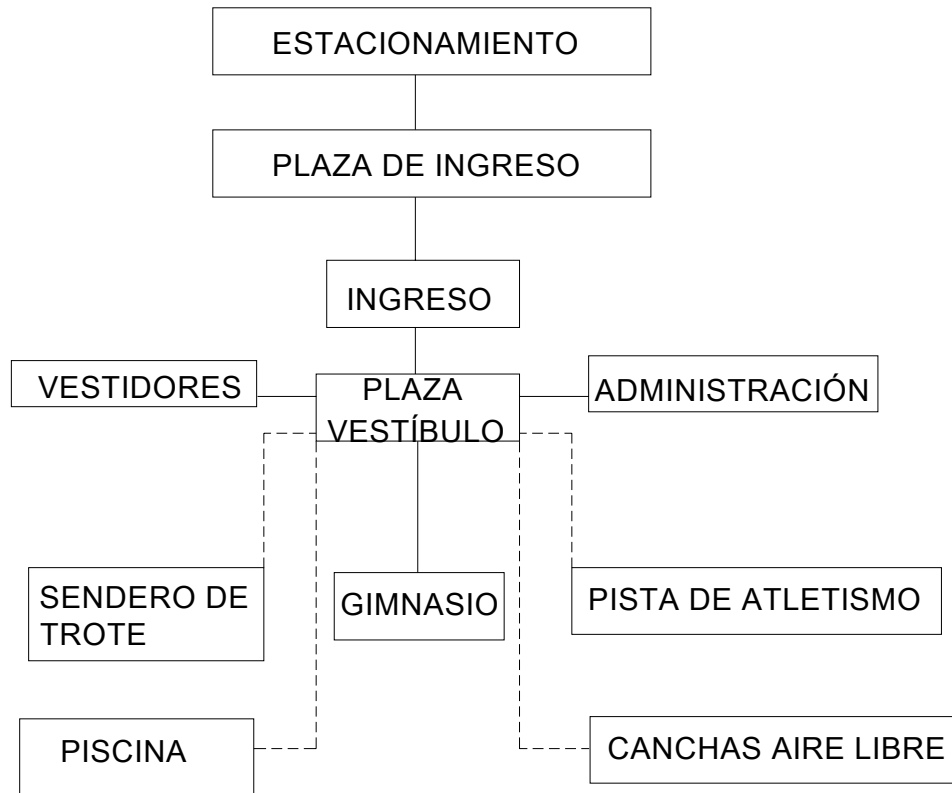 ESTACIONAMIENTO
PLAZA DE INGRESO
INGRESO
VESTIDORES
PLAZA
VESTÍBULO
ADMINISTRACIÓN
SENDERO DE
TROTE
GIMNASIO
PISTA DE ATLETISMO
PISCINA
CANCHAS AIRE LIBRE